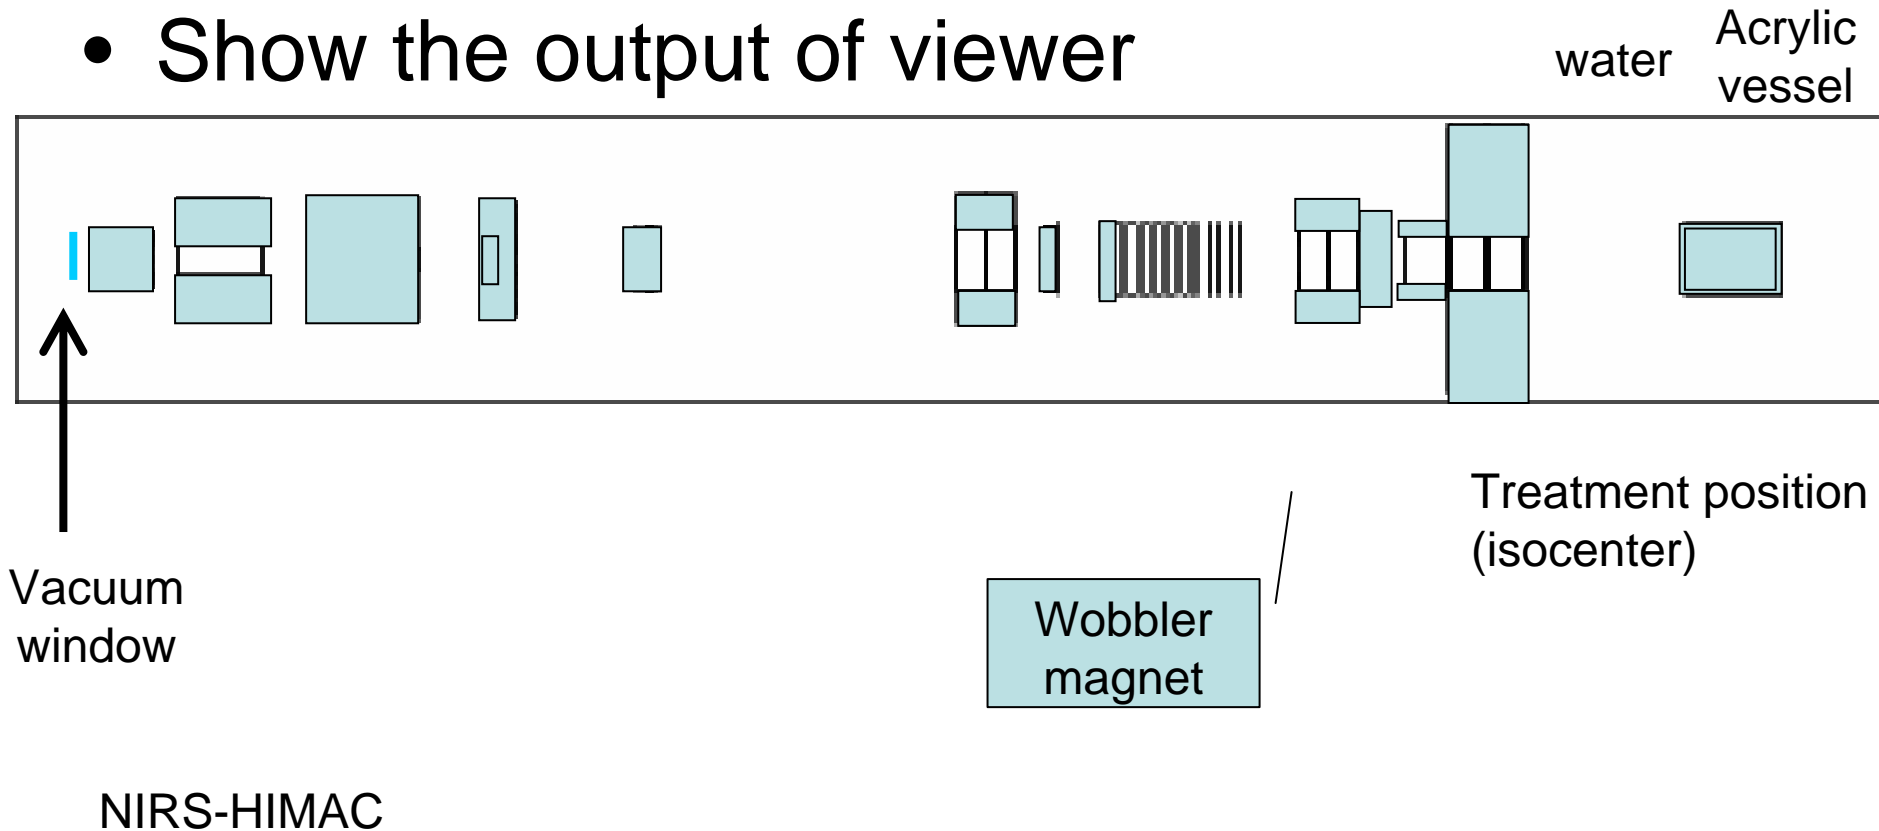 • Show the output of viewer
water
Acrylic
vessel
Vacuum
window
Wobbler
magnet
Treatment position
(isocenter)
NIRS-HIMAC